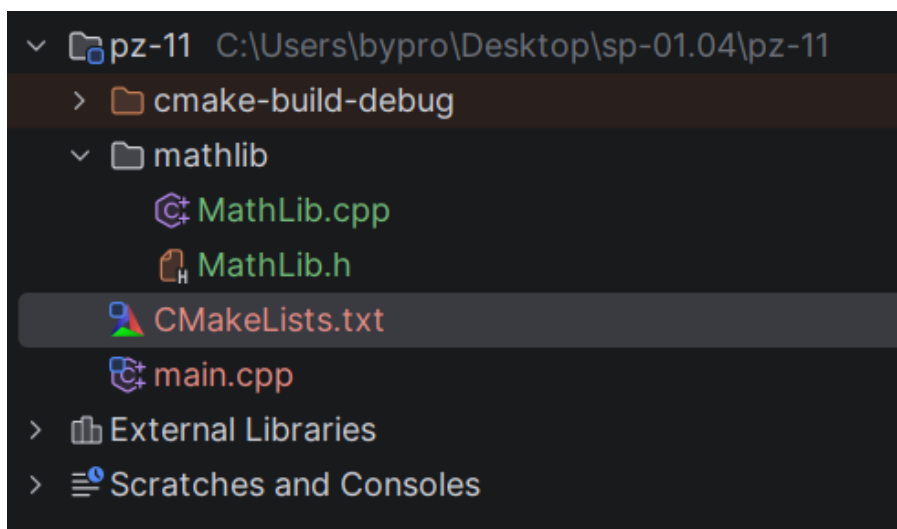 pz-11 C:\Users\bypro\Desktop\sp-01.04\pz-11
cmake-build-debug
mathlib
MathLib.cpp
MathLib.h
CMakeLists.txt
main.cpp
External Libraries
Scratches and Consoles